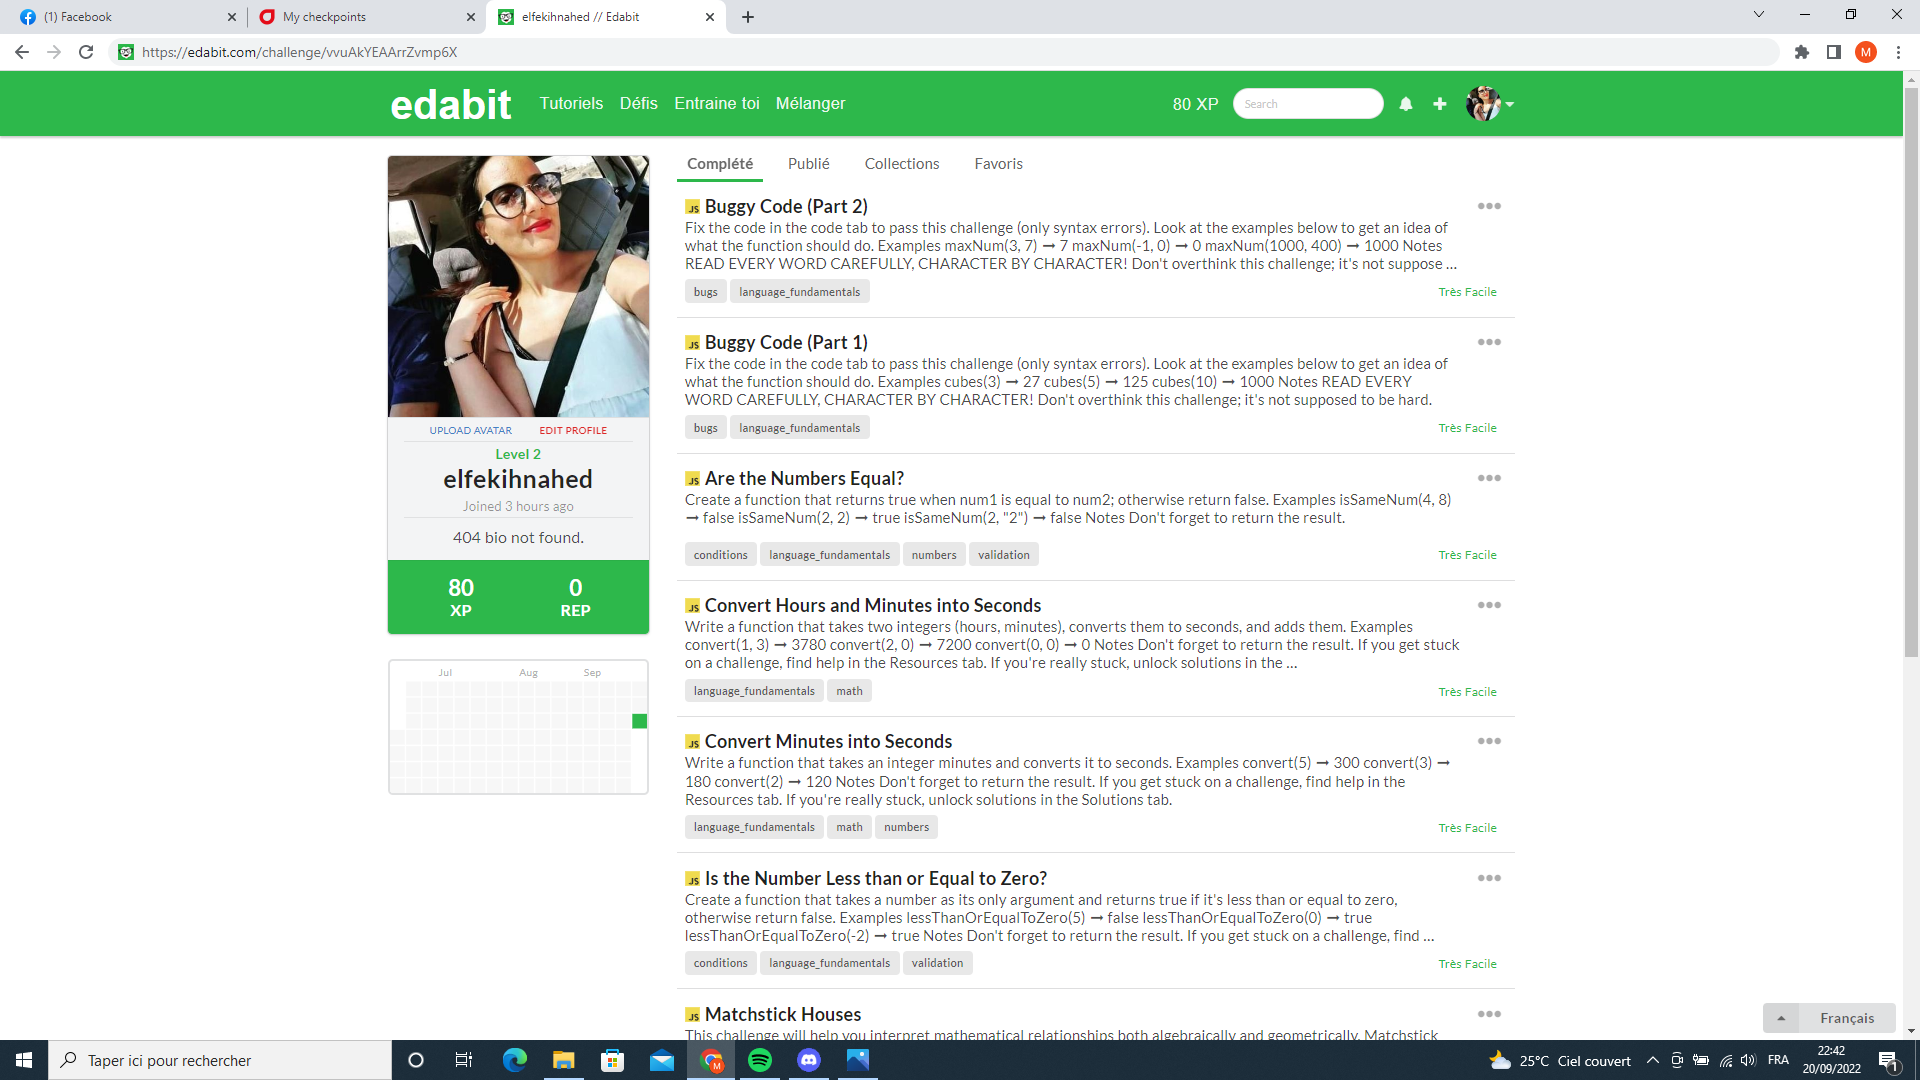 (1) Facebook
My checkpoints
elfekihnahed // Edabit
https://edabit.com/challenge/vvuAkYEAArrZvmp6X
M
edabit
Tutoriels Défis Entraine toi Mélanger
80 XP
Search
UPLOAD AVATAR EDIT PROFILE
Level 2
elfekihnahed
Joined 3 hours ago
404 bio not found.
80 0
XP REP
Jul Aug Sep
Complété Publié Collections Favoris
JS Buggy Code (Part 2)
Fix the code in the code tab to pass this challenge (only syntax errors). Look at the examples below to get an idea of
what the function should do. Examples maxNum(3, 7) ➞ 7 maxNum(-1, 0) ➞ 0 maxNum(1000, 400) ➞ 1000 Notes
READ EVERY WORD CAREFULLY, CHARACTER BY CHARACTER! Don't overthink this challenge; it's not suppose ...
bugs language_fundamentals Très Facile
JS Buggy Code (Part 1)
Fix the code in the code tab to pass this challenge (only syntax errors). Look at the examples below to get an idea of
what the function should do. Examples cubes(3) ➞ 27 cubes(5) ➞ 125 cubes(10) ➞ 1000 Notes READ EVERY
WORD CAREFULLY, CHARACTER BY CHARACTER! Don't overthink this challenge; it's not supposed to be hard.
bugs language_fundamentals Très Facile
JS Are the Numbers Equal?
Create a function that returns true when num1 is equal to num2; otherwise return false. Examples isSameNum(4, 8)
➞ false isSameNum(2, 2) ➞ true isSameNum(2, "2") ➞ false Notes Don't forget to return the result.
conditions language_fundamentals numbers validation Très Facile
JS Convert Hours and Minutes into Seconds
Write a function that takes two integers (hours, minutes), converts them to seconds, and adds them. Examples
convert(1, 3) ➞ 3780 convert(2, 0) ➞ 7200 convert(0, 0) ➞ 0 Notes Don't forget to return the result. If you get stuck
on a challenge, find help in the Resources tab. If you're really stuck, unlock solutions in the ...
language_fundamentals math Très Facile
JS Convert Minutes into Seconds
Write a function that takes an integer minutes and converts it to seconds. Examples convert(5) ➞ 300 convert(3) ➞
180 convert(2) ➞ 120 Notes Don't forget to return the result. If you get stuck on a challenge, find help in the
Resources tab. If you're really stuck, unlock solutions in the Solutions tab.
language_fundamentals math numbers Très Facile
JS Is the Number Less than or Equal to Zero?
Create a function that takes a number as its only argument and returns true if it's less than or equal to zero,
otherwise return false. Examples lessThanOrEqualToZero(5) ➞ false lessThanOrEqualToZero(0) ➞ true
lessThanOrEqualToZero(-2) ➞ true Notes Don't forget to return the result. If you get stuck on a challenge, find ...
conditions language_fundamentals validation Très Facile
JS Matchstick Houses
This challenge will help you interpret mathematical relationships both algebraically and geometrically. Matchstick
Français
Taper ici pour rechercher
M
25°C Ciel couvert
FRA
22:42
20/09/2022
1